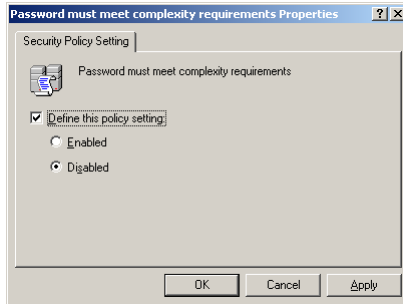 Password must meet complexity requirements Properties
Security Policy Setting
Password must meet complexity requirements
Define this policy setting:
Enabled
Disabled
OK Cancel Apply